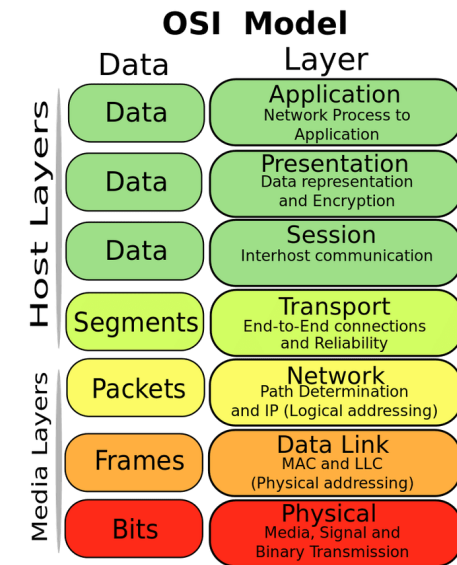 OSI Model
Data
Layer
Host Layers
Data
Application
Network Process to
Application
Data
Presentation
Data representation
and Encryption
Data
Session
Interhost communication
Segments
Transport
End-to-End connections
and Reliability
Media Layers
Packets
Network
Path Determination
and IP (Logical addressing)
Frames
Data Link
MAC and LLC
(Physical addressing)
Bits
Physical
Media, Signal and
Binary Transmission